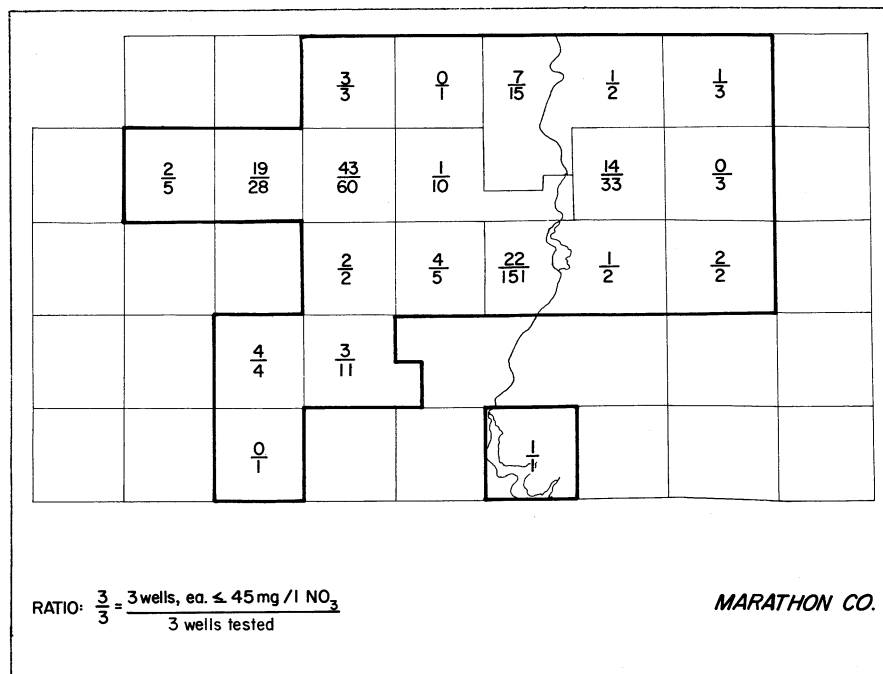 3/3 0/1 7/15 1/2 1/3
2/5 19/28 43/60 1/10 14/33 0/3
2/2 4/5 22/151 1/2 2/2
4/4 3/11
0/1 1/1
RATIO: 3/3 = 3 wells, ea. ≤ 45 mg /l NO3
3 wells tested
MARATHON CO.